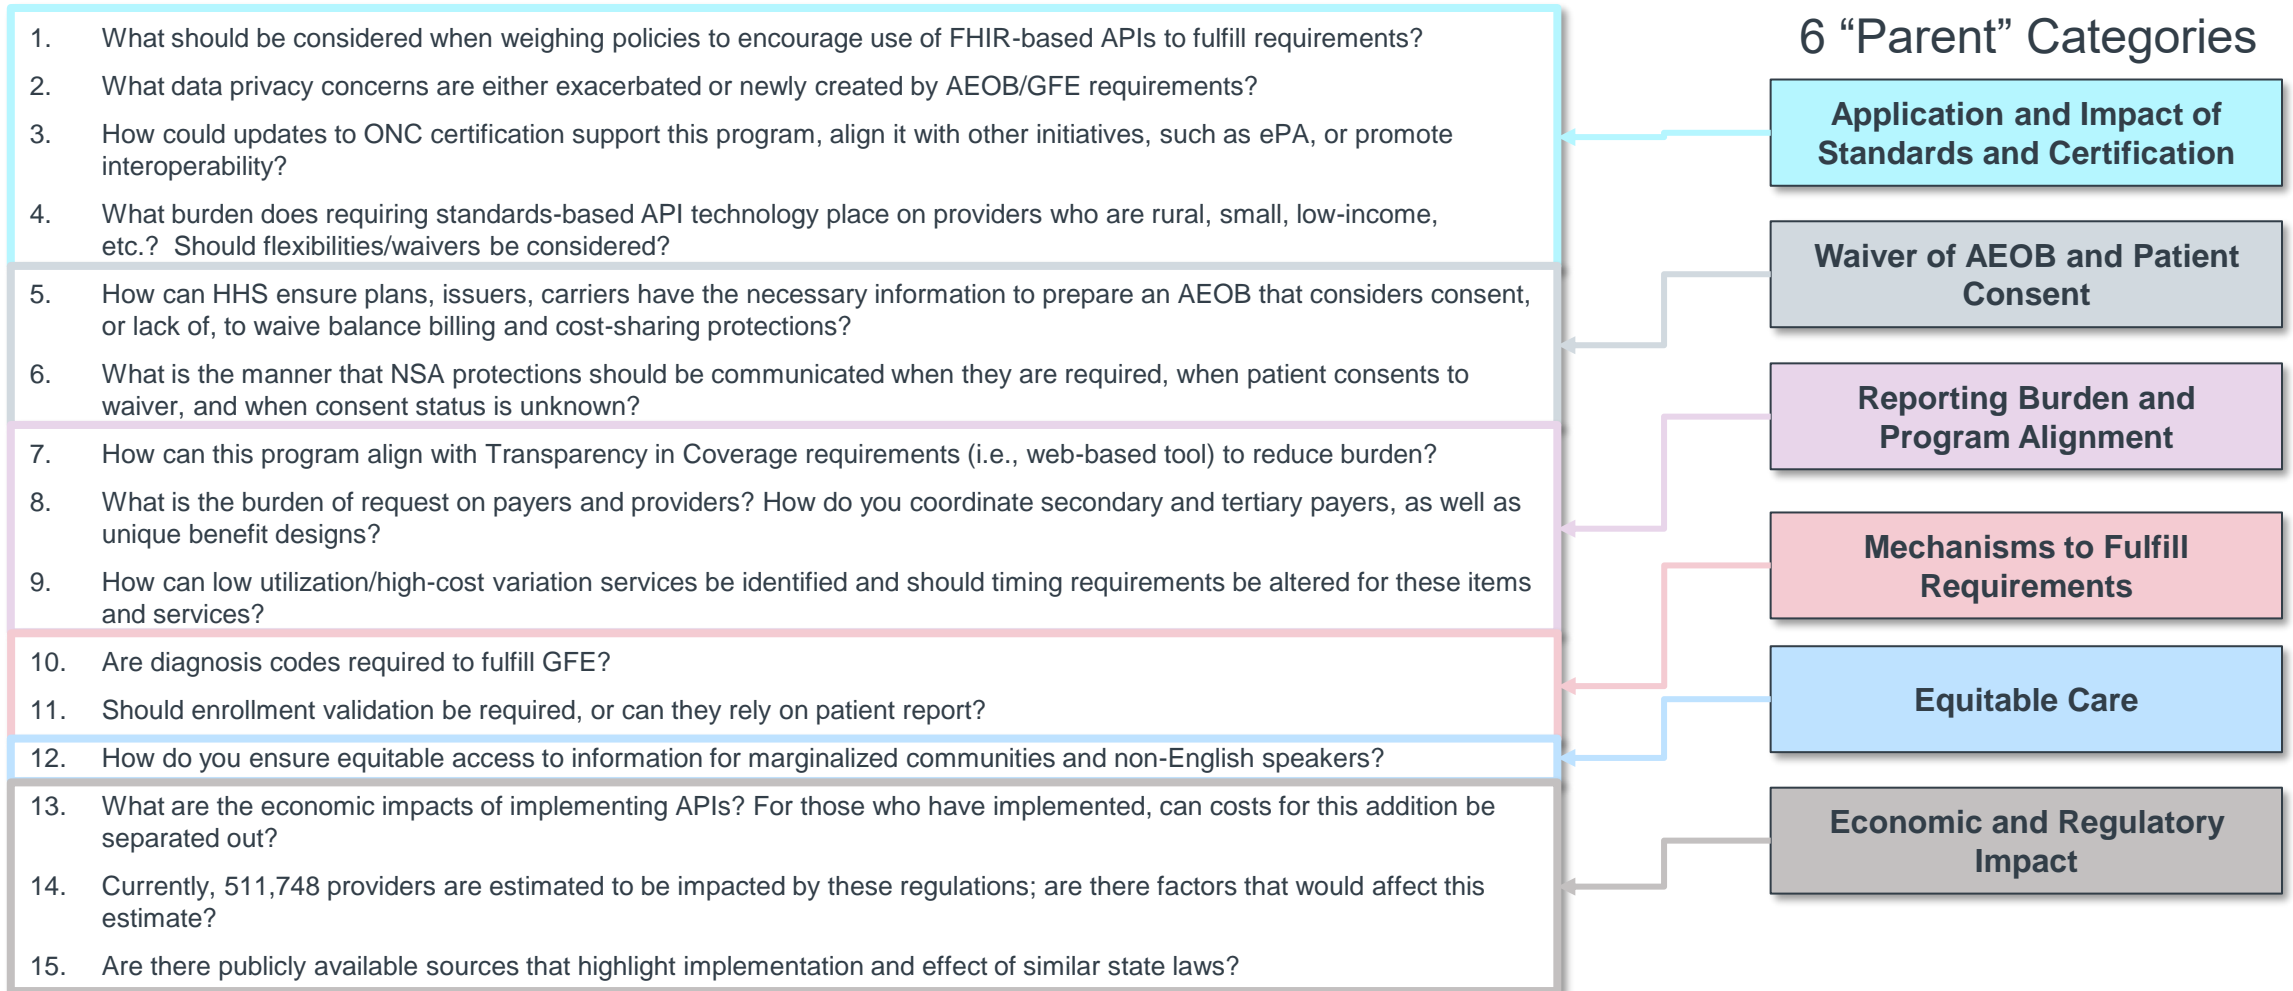 1. What should be considered when weighing policies to encourage use of FHIR-based APIs to fulfill requirements?
2. What data privacy concerns are either exacerbated or newly created by AEOB/GFE requirements?
3. How could updates to ONC certification support this program, align it with other initiatives, such as ePA, or promote
interoperability?
4. What burden does requiring standards-based API technology place on providers who are rural, small, low-income,
etc.? Should flexibilities/waivers be considered?
5. How can HHS ensure plans, issuers, carriers have the necessary information to prepare an AEOB that considers consent,
or lack of, to waive balance billing and cost-sharing protections?
6. What is the manner that NSA protections should be communicated when they are required, when patient consents to
waiver, and when consent status is unknown?
7. How can this program align with Transparency in Coverage requirements (i.e., web-based tool) to reduce burden?
8. What is the burden of request on payers and providers? How do you coordinate secondary and tertiary payers, as well as
unique benefit designs?
9. How can low utilization/high-cost variation services be identified and should timing requirements be altered for these items
and services?
10. Are diagnosis codes required to fulfill GFE?
11. Should enrollment validation be required, or can they rely on patient report?
12. How do you ensure equitable access to information for marginalized communities and non-English speakers?
13. What are the economic impacts of implementing APIs? For those who have implemented, can costs for this addition be
separated out?
14. Currently, 511,748 providers are estimated to be impacted by these regulations; are there factors that would affect this
estimate?
15. Are there publicly available sources that highlight implementation and effect of similar state laws?
6 “Parent” Categories
Application and Impact of
Standards and Certification
Waiver of AEOB and Patient
Consent
Reporting Burden and
Program Alignment
Mechanisms to Fulfill
Requirements
Equitable Care
Economic and Regulatory
Impact